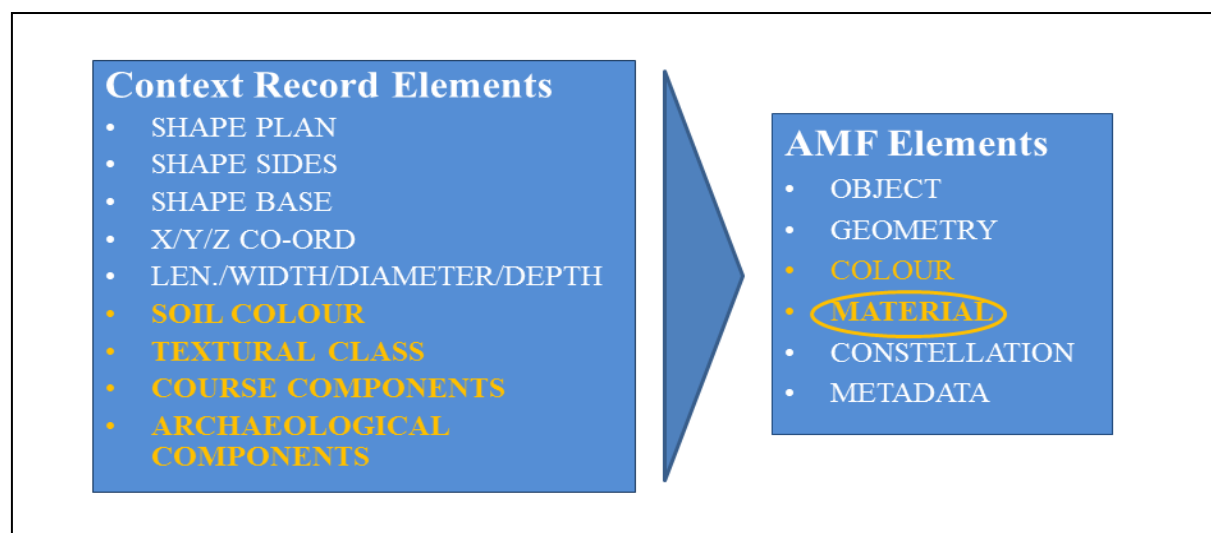 Context Record Elements
• SHAPE PLAN
• SHAPE SIDES
• SHAPE BASE
• X/Y/Z CO-ORD
• LEN./WIDTH/DIAMETER/DEPTH
• SOIL COLOUR
• TEXTURAL CLASS
• COURSE COMPONENTS
• ARCHAEOLOGICAL
COMPONENTS
AMF Elements
• OBJECT
• GEOMETRY
• COLOUR
• MATERIAL
• CONSTELLATION
• METADATA